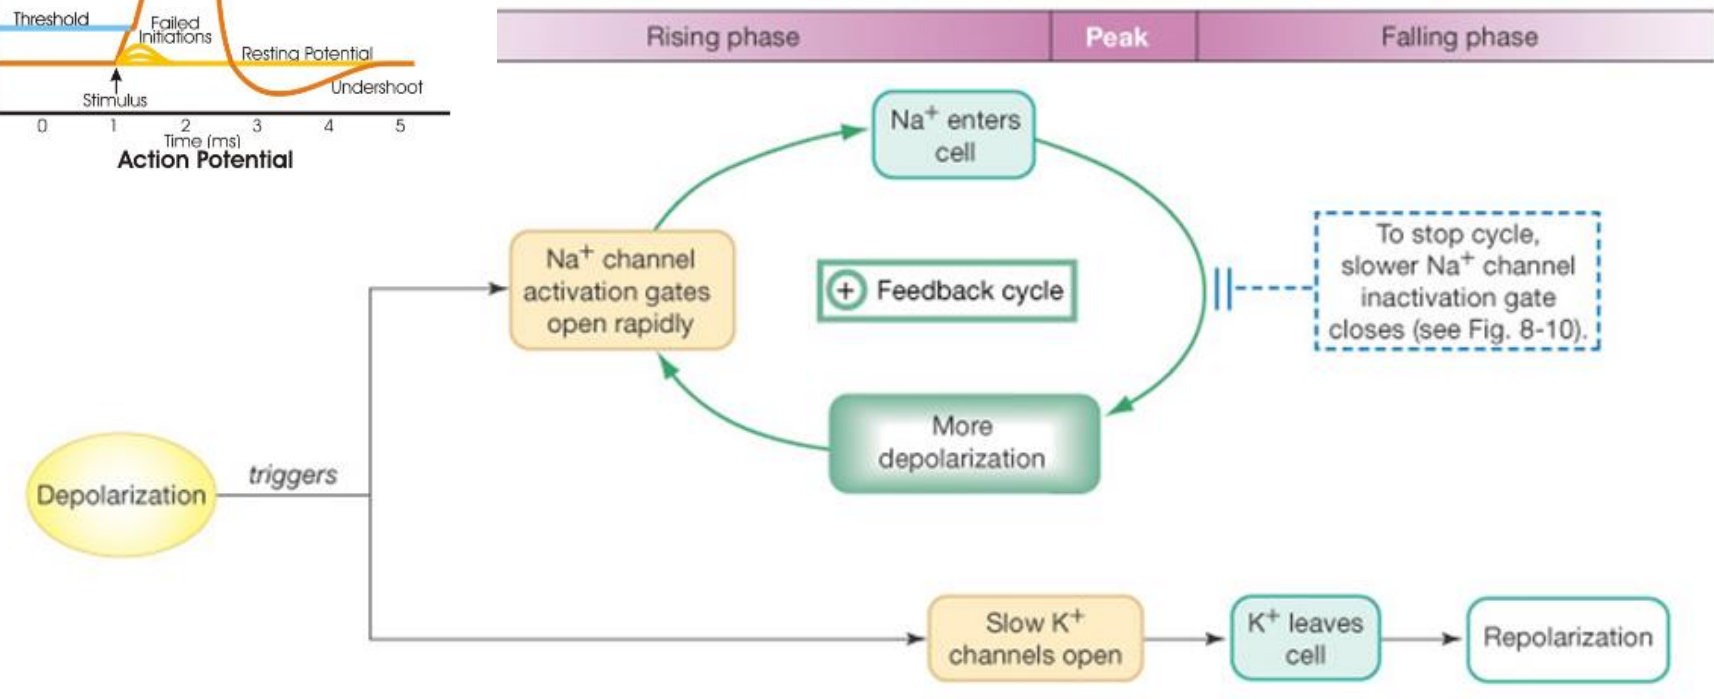 Threshold
Failed
Initiations
Resting Potential
Undershoot
Stimulus
0 1 2 3 4 5
Time (ms)
Action Potential
Rising phase
Peak
Falling phase
Na+ enters
cell
Na+ channel
activation gates
open rapidly
+ Feedback cycle
To stop cycle,
slower Na+ channel
inactivation gate
closes (see Fig. 8-10).
More
depolarization
Depolarization
triggers
Slow K+
channels open
K+ leaves
cell
Repolarization